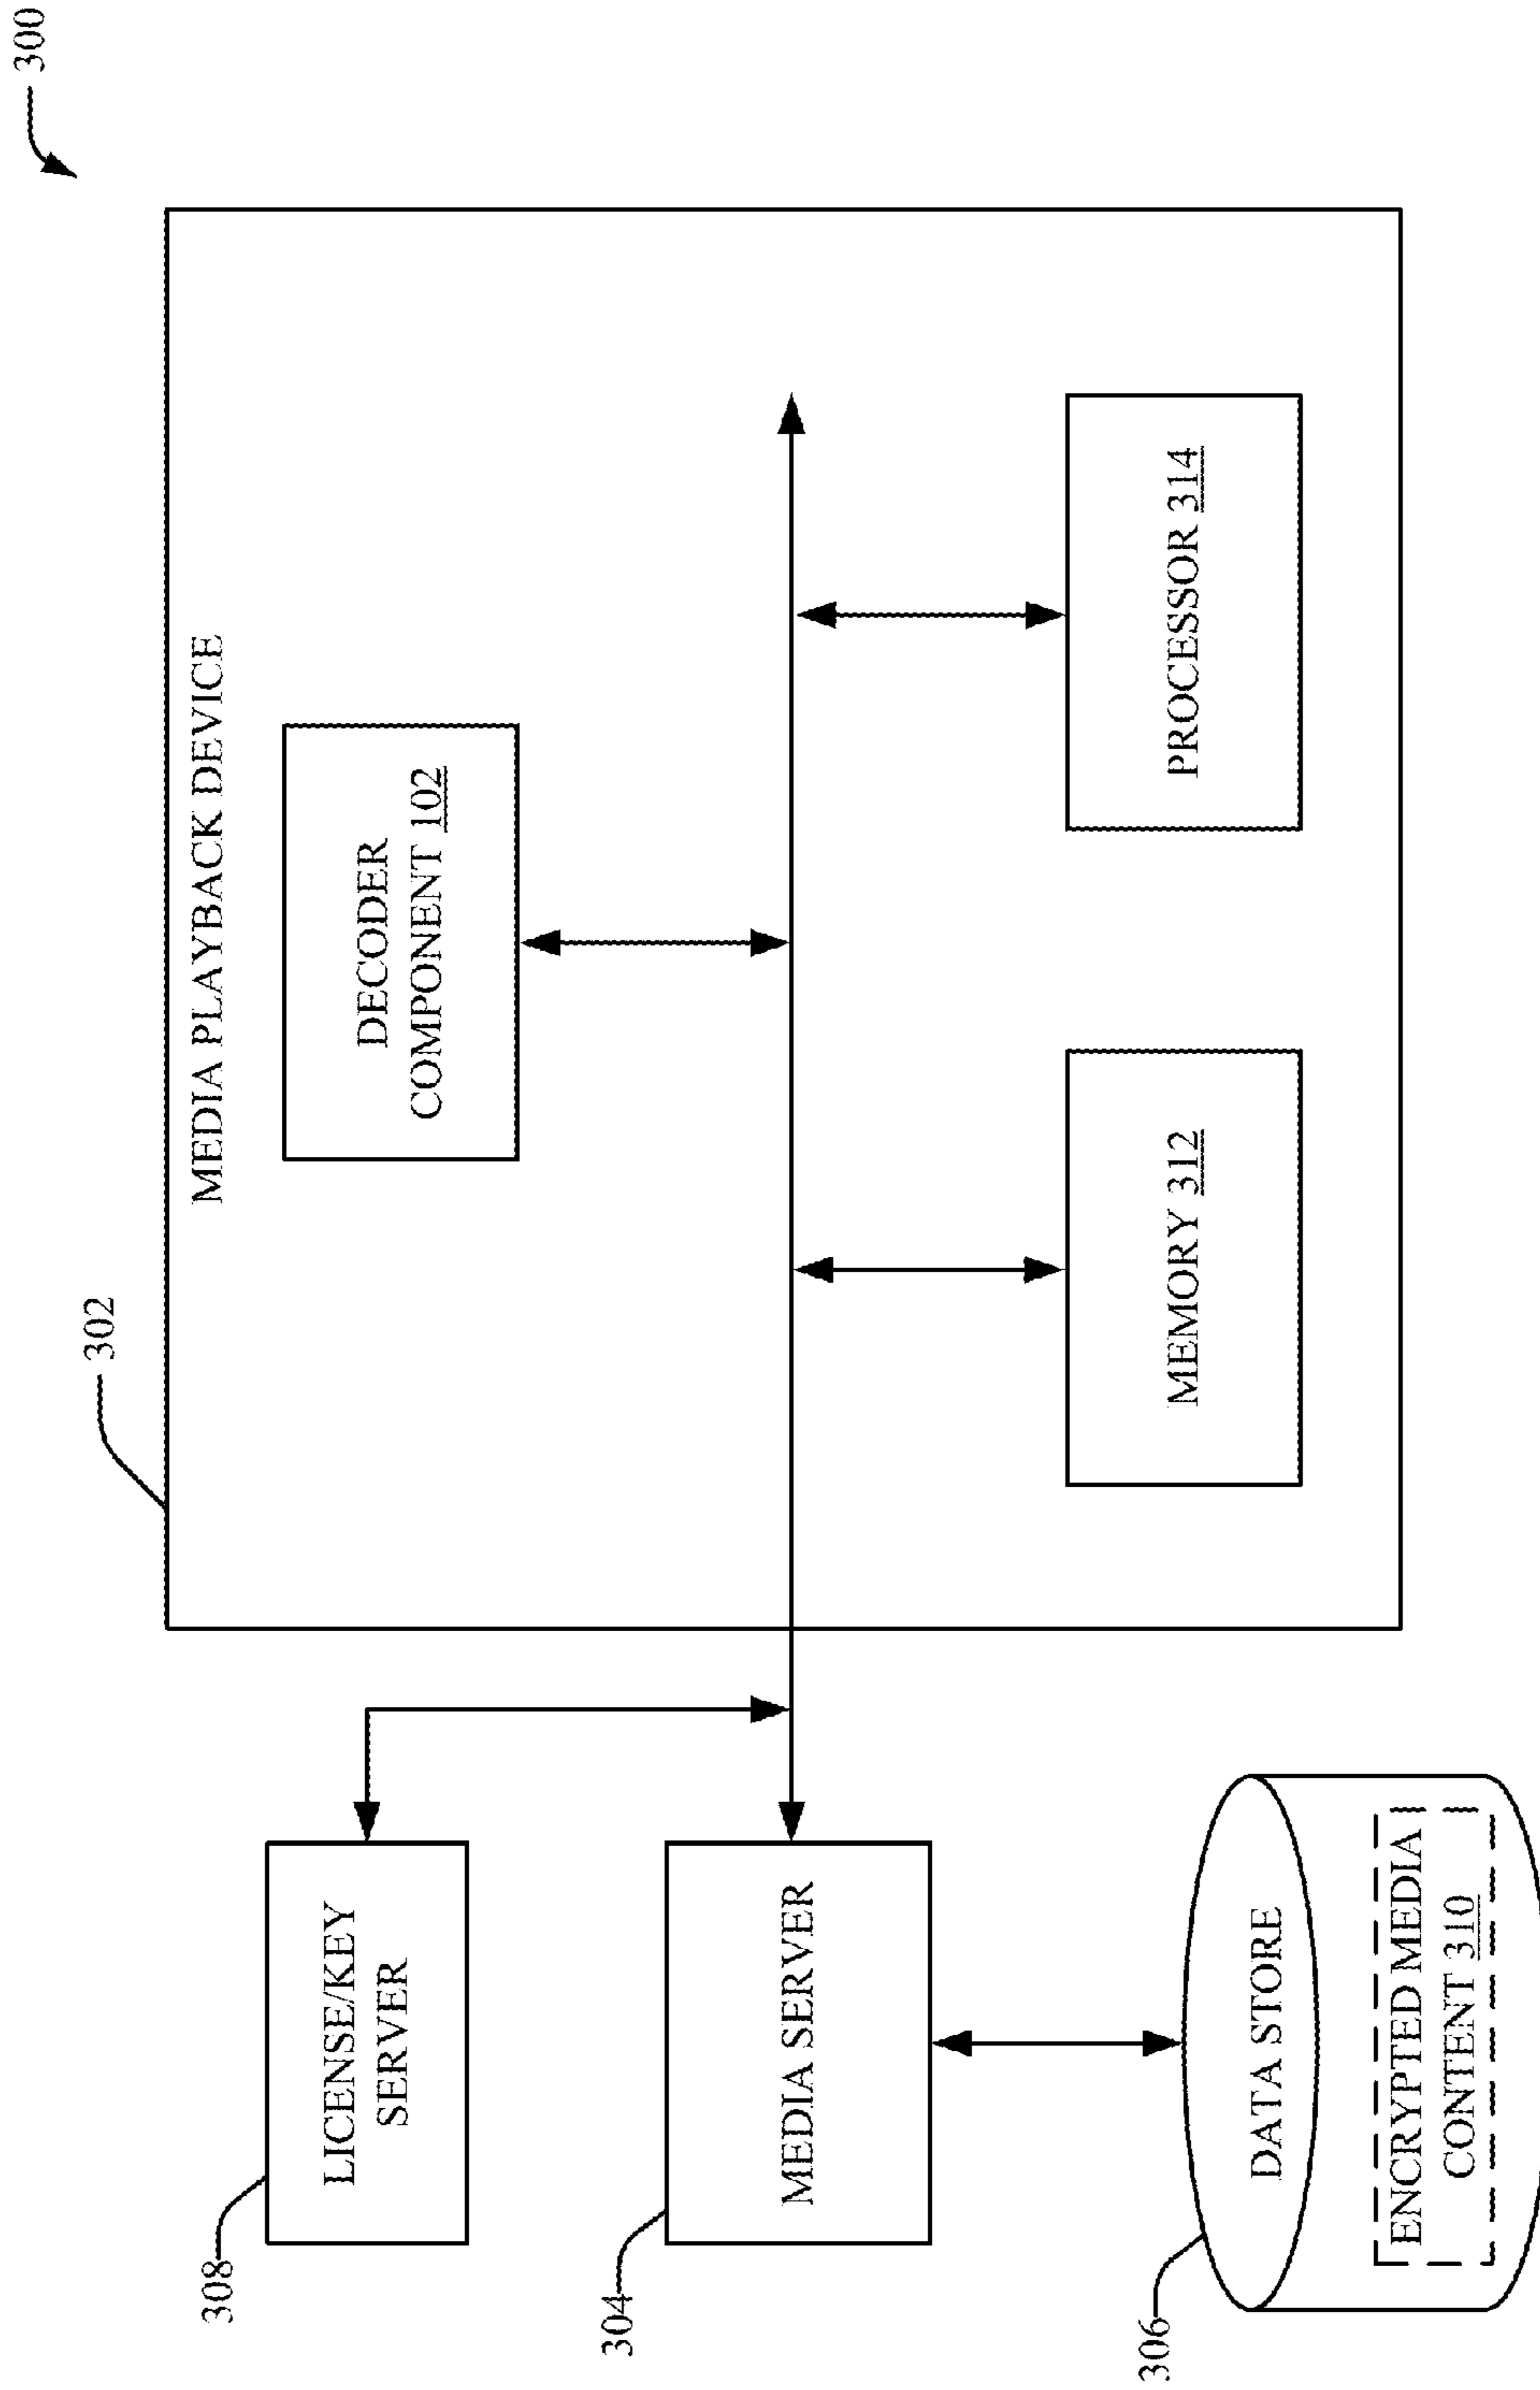 300
302
MEDIA PLAYBACK DEVICE
DECODER
COMPONENT 102
MEMORY 312
PROCESSOR 314
308
LICENSE/KEY
SERVER
304
MEDIA SERVER
306
DATA STORE
ENCRYPTED MEDIA
CONTENT 310